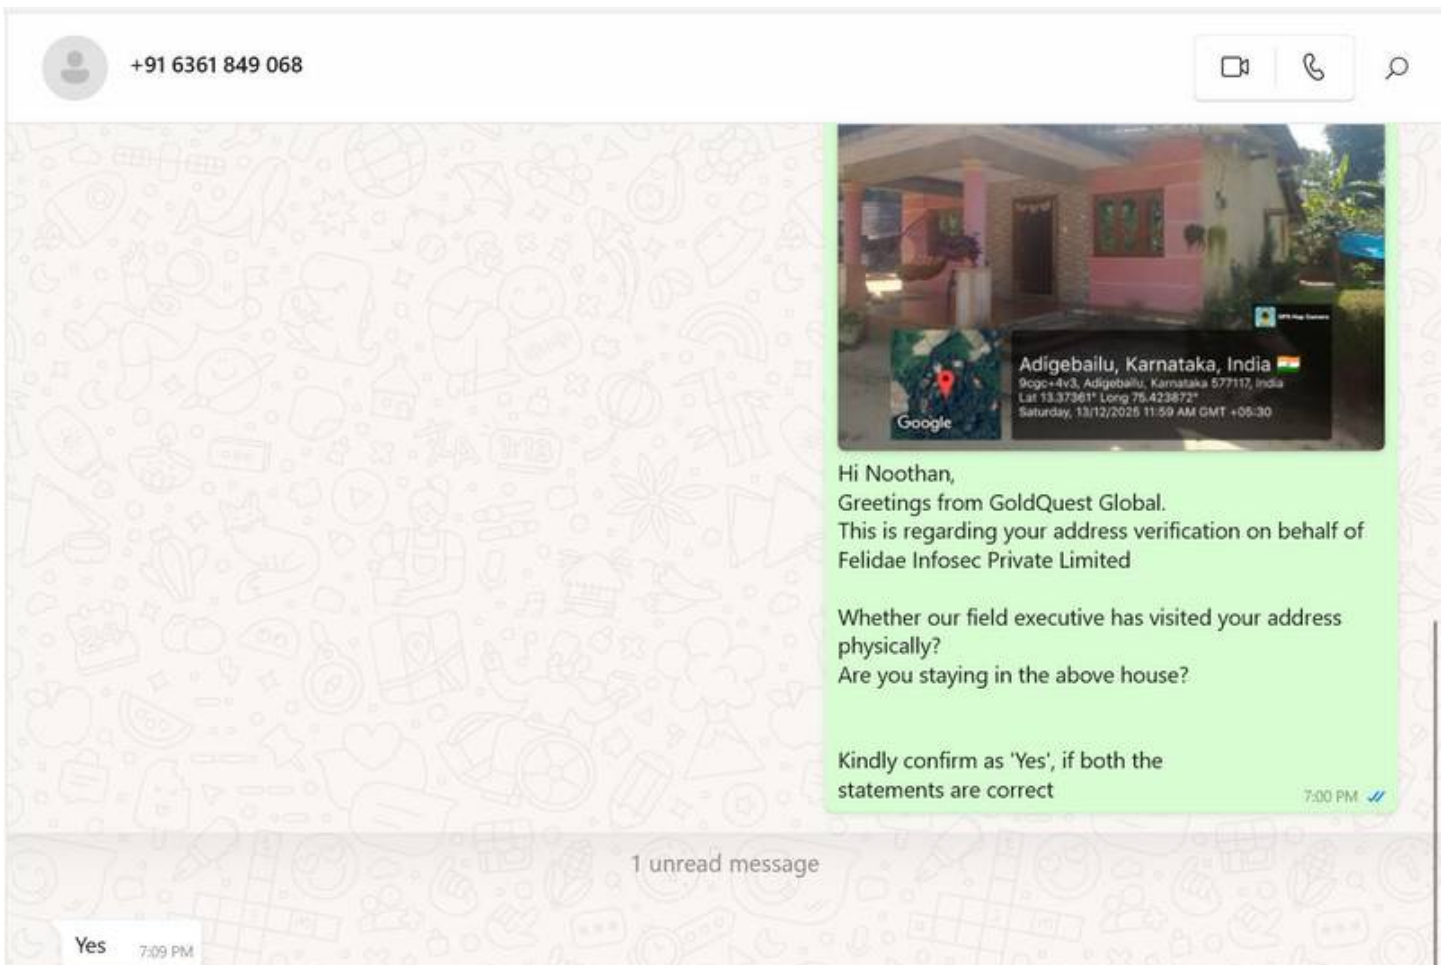 +91 6361 849 068
GPS Map Camera
Adigebailu, Karnataka, India
9cgc+4v3, Adigebailu, Karnataka 577117, India
Lat 13.37361° Long 75.423872°
Saturday, 13/12/2025 11:59 AM GMT +05:30
Google
Hi Noothan,
Greetings from GoldQuest Global.
This is regarding your address verification on behalf of
Felidae Infosec Private Limited
Whether our field executive has visited your address
physically?
Are you staying in the above house?
Kindly confirm as 'Yes', if both the
statements are correct
7:00 PM
1 unread message
Yes 7:09 PM